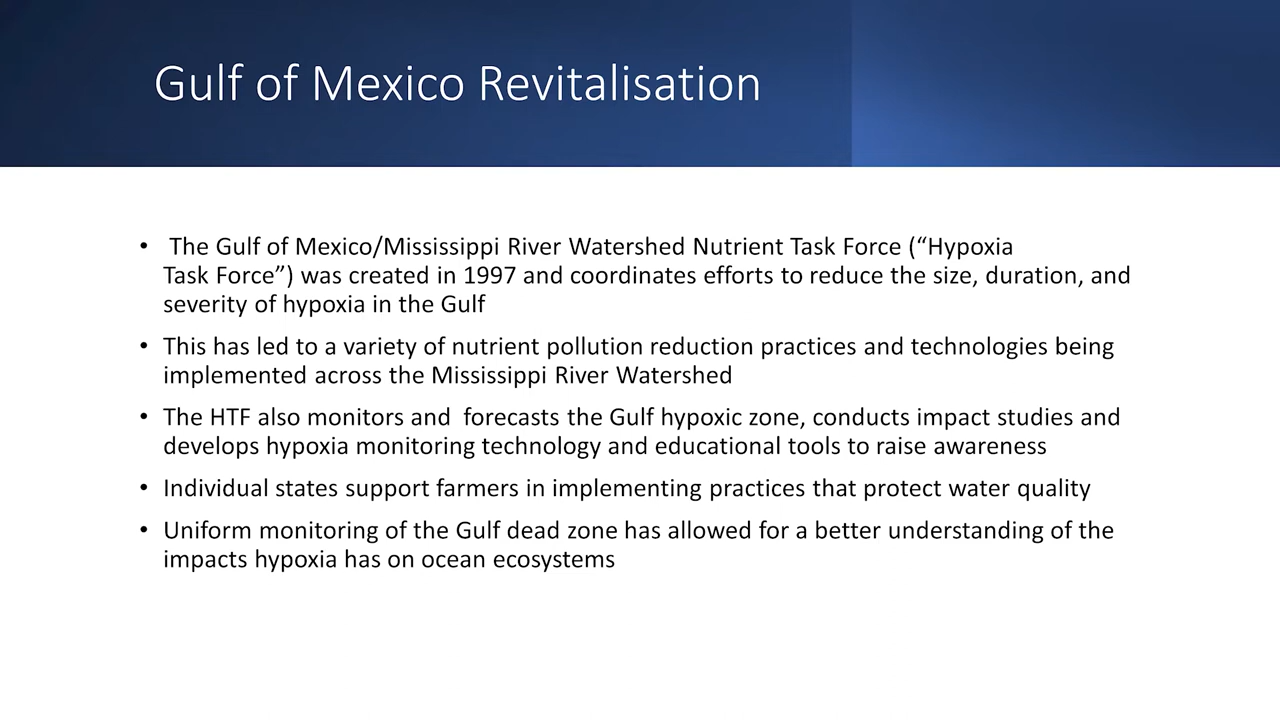 Gulf of Mexico Revitalisation
• The Gulf of Mexico/Mississippi River Watershed Nutrient Task Force (“Hypoxia
Task Force”) was created in 1997 and coordinates efforts to reduce the size, duration, and
severity of hypoxia in the Gulf
• This has led to a variety of nutrient pollution reduction practices and technologies being
implemented across the Mississippi River Watershed
• The HTF also monitors and  forecasts the Gulf hypoxic zone, conducts impact studies and
develops hypoxia monitoring technology and educational tools to raise awareness
• Individual states support farmers in implementing practices that protect water quality
• Uniform monitoring of the Gulf dead zone has allowed for a better understanding of the
impacts hypoxia has on ocean ecosystems